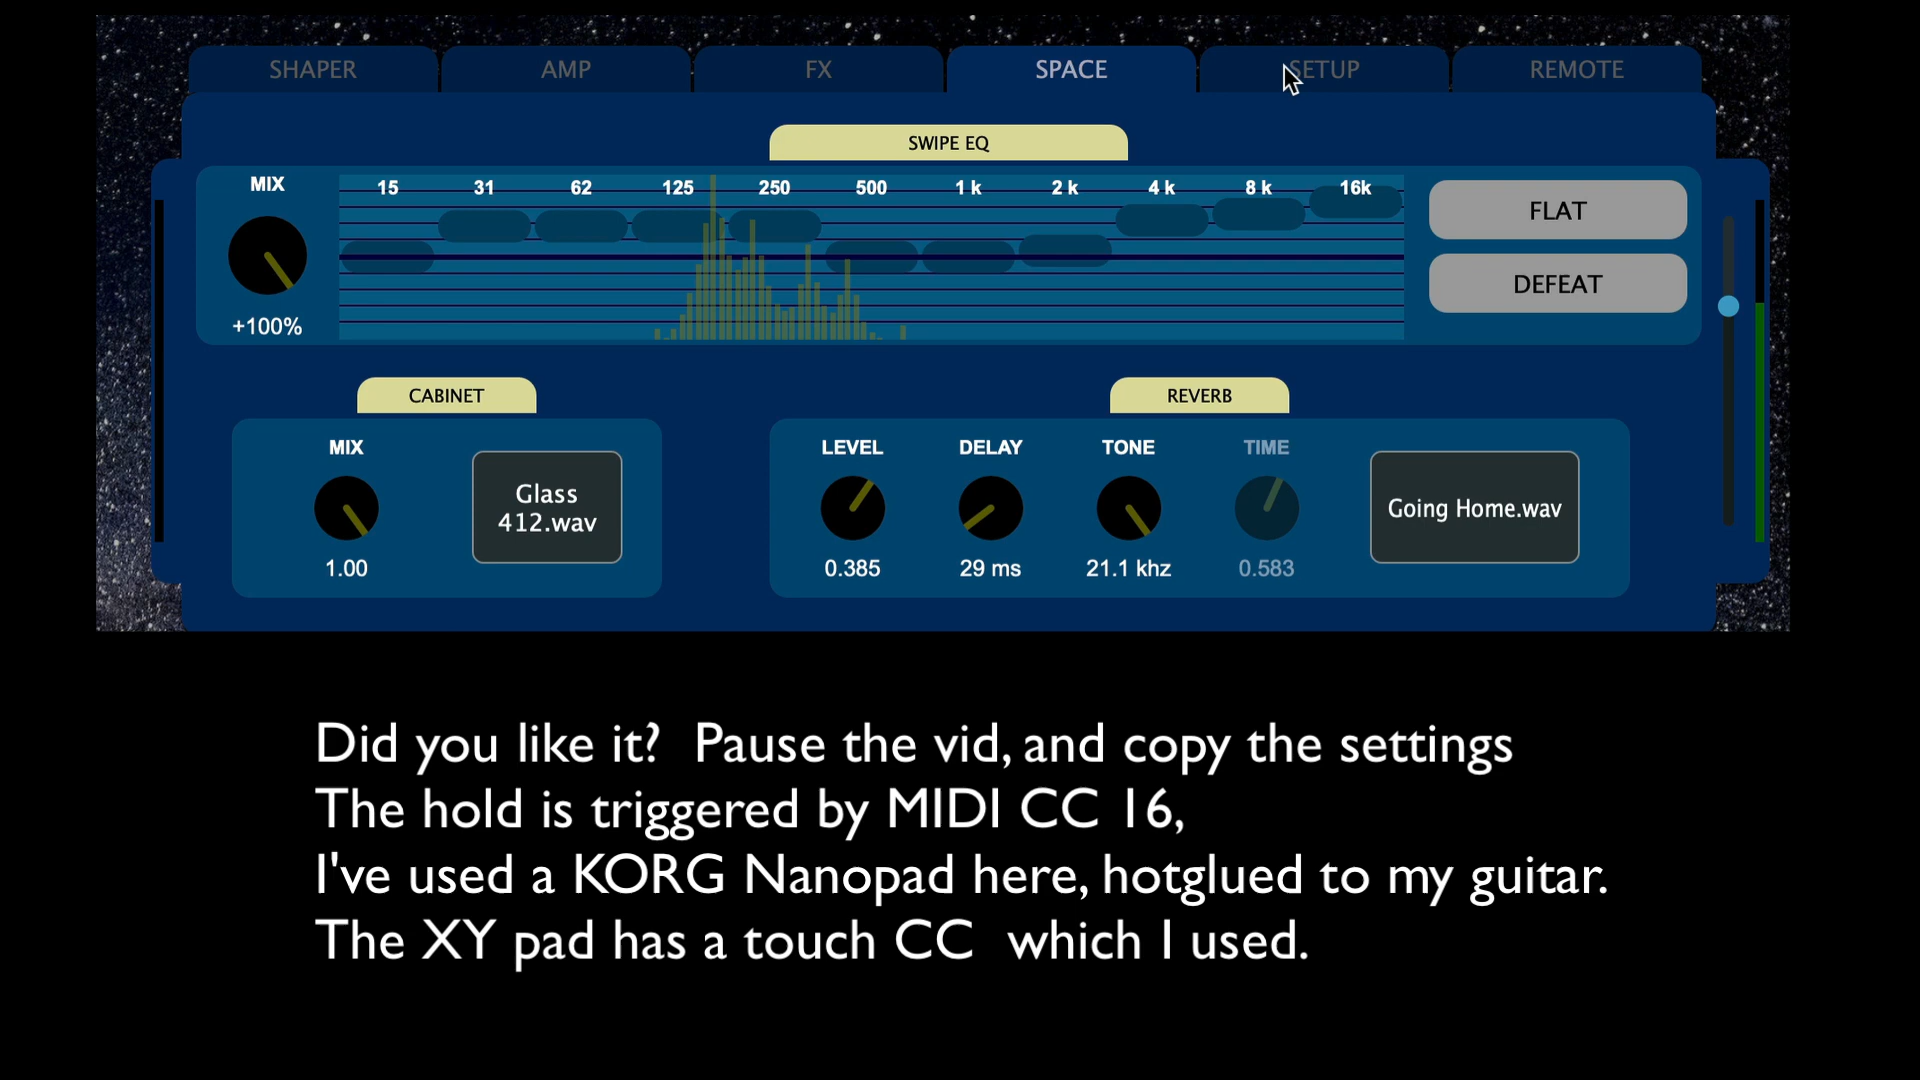 SHAPER AMP FX SPACE SETUP REMOTE
SWIPE EQ
MIX 15 31 62 125 250 500 1 k 2 k 4 k 8 k 16k FLAT
+100% DEFEAT
CABINET REVERB
MIX LEVEL DELAY TONE TIME
Glass
412.wav
Going Home.wav
1.00 0.385 29 ms 21.1 khz 0.583
Did you like it?  Pause the vid, and copy the settings
The hold is triggered by MIDI CC 16,
I've used a KORG Nanopad here, hotglued to my guitar.
The XY pad has a touch CC  which I used.